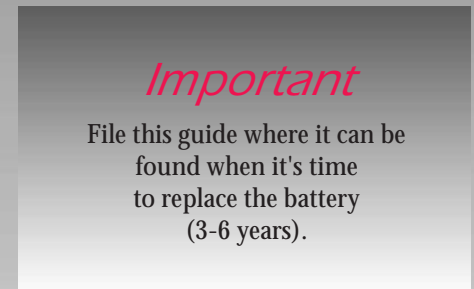 Important
File this guide where it can be
found when it's time
to replace the battery
(3-6 years).